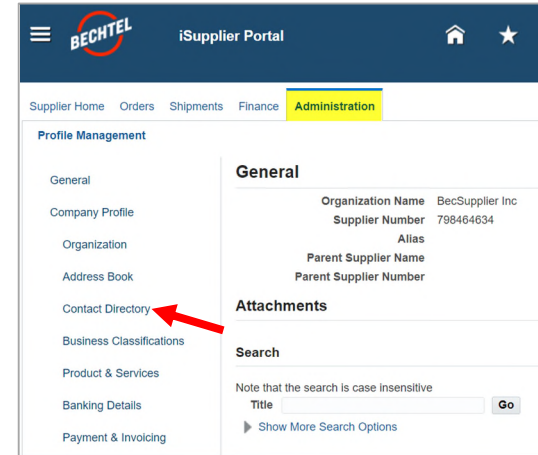 BECHTEL
iSupplier Portal
Supplier Home Orders Shipments Finance Administration
Profile Management
General
Company Profile
Organization
Address Book
Contact Directory
Business Classifications
Product & Services
Banking Details
Payment & Invoicing
General
Organization Name BecSupplier Inc
Supplier Number 798464634
Alias
Parent Supplier Name
Parent Supplier Number
Attachments
Search
Note that the search is case insensitive
Title Go
Show More Search Options